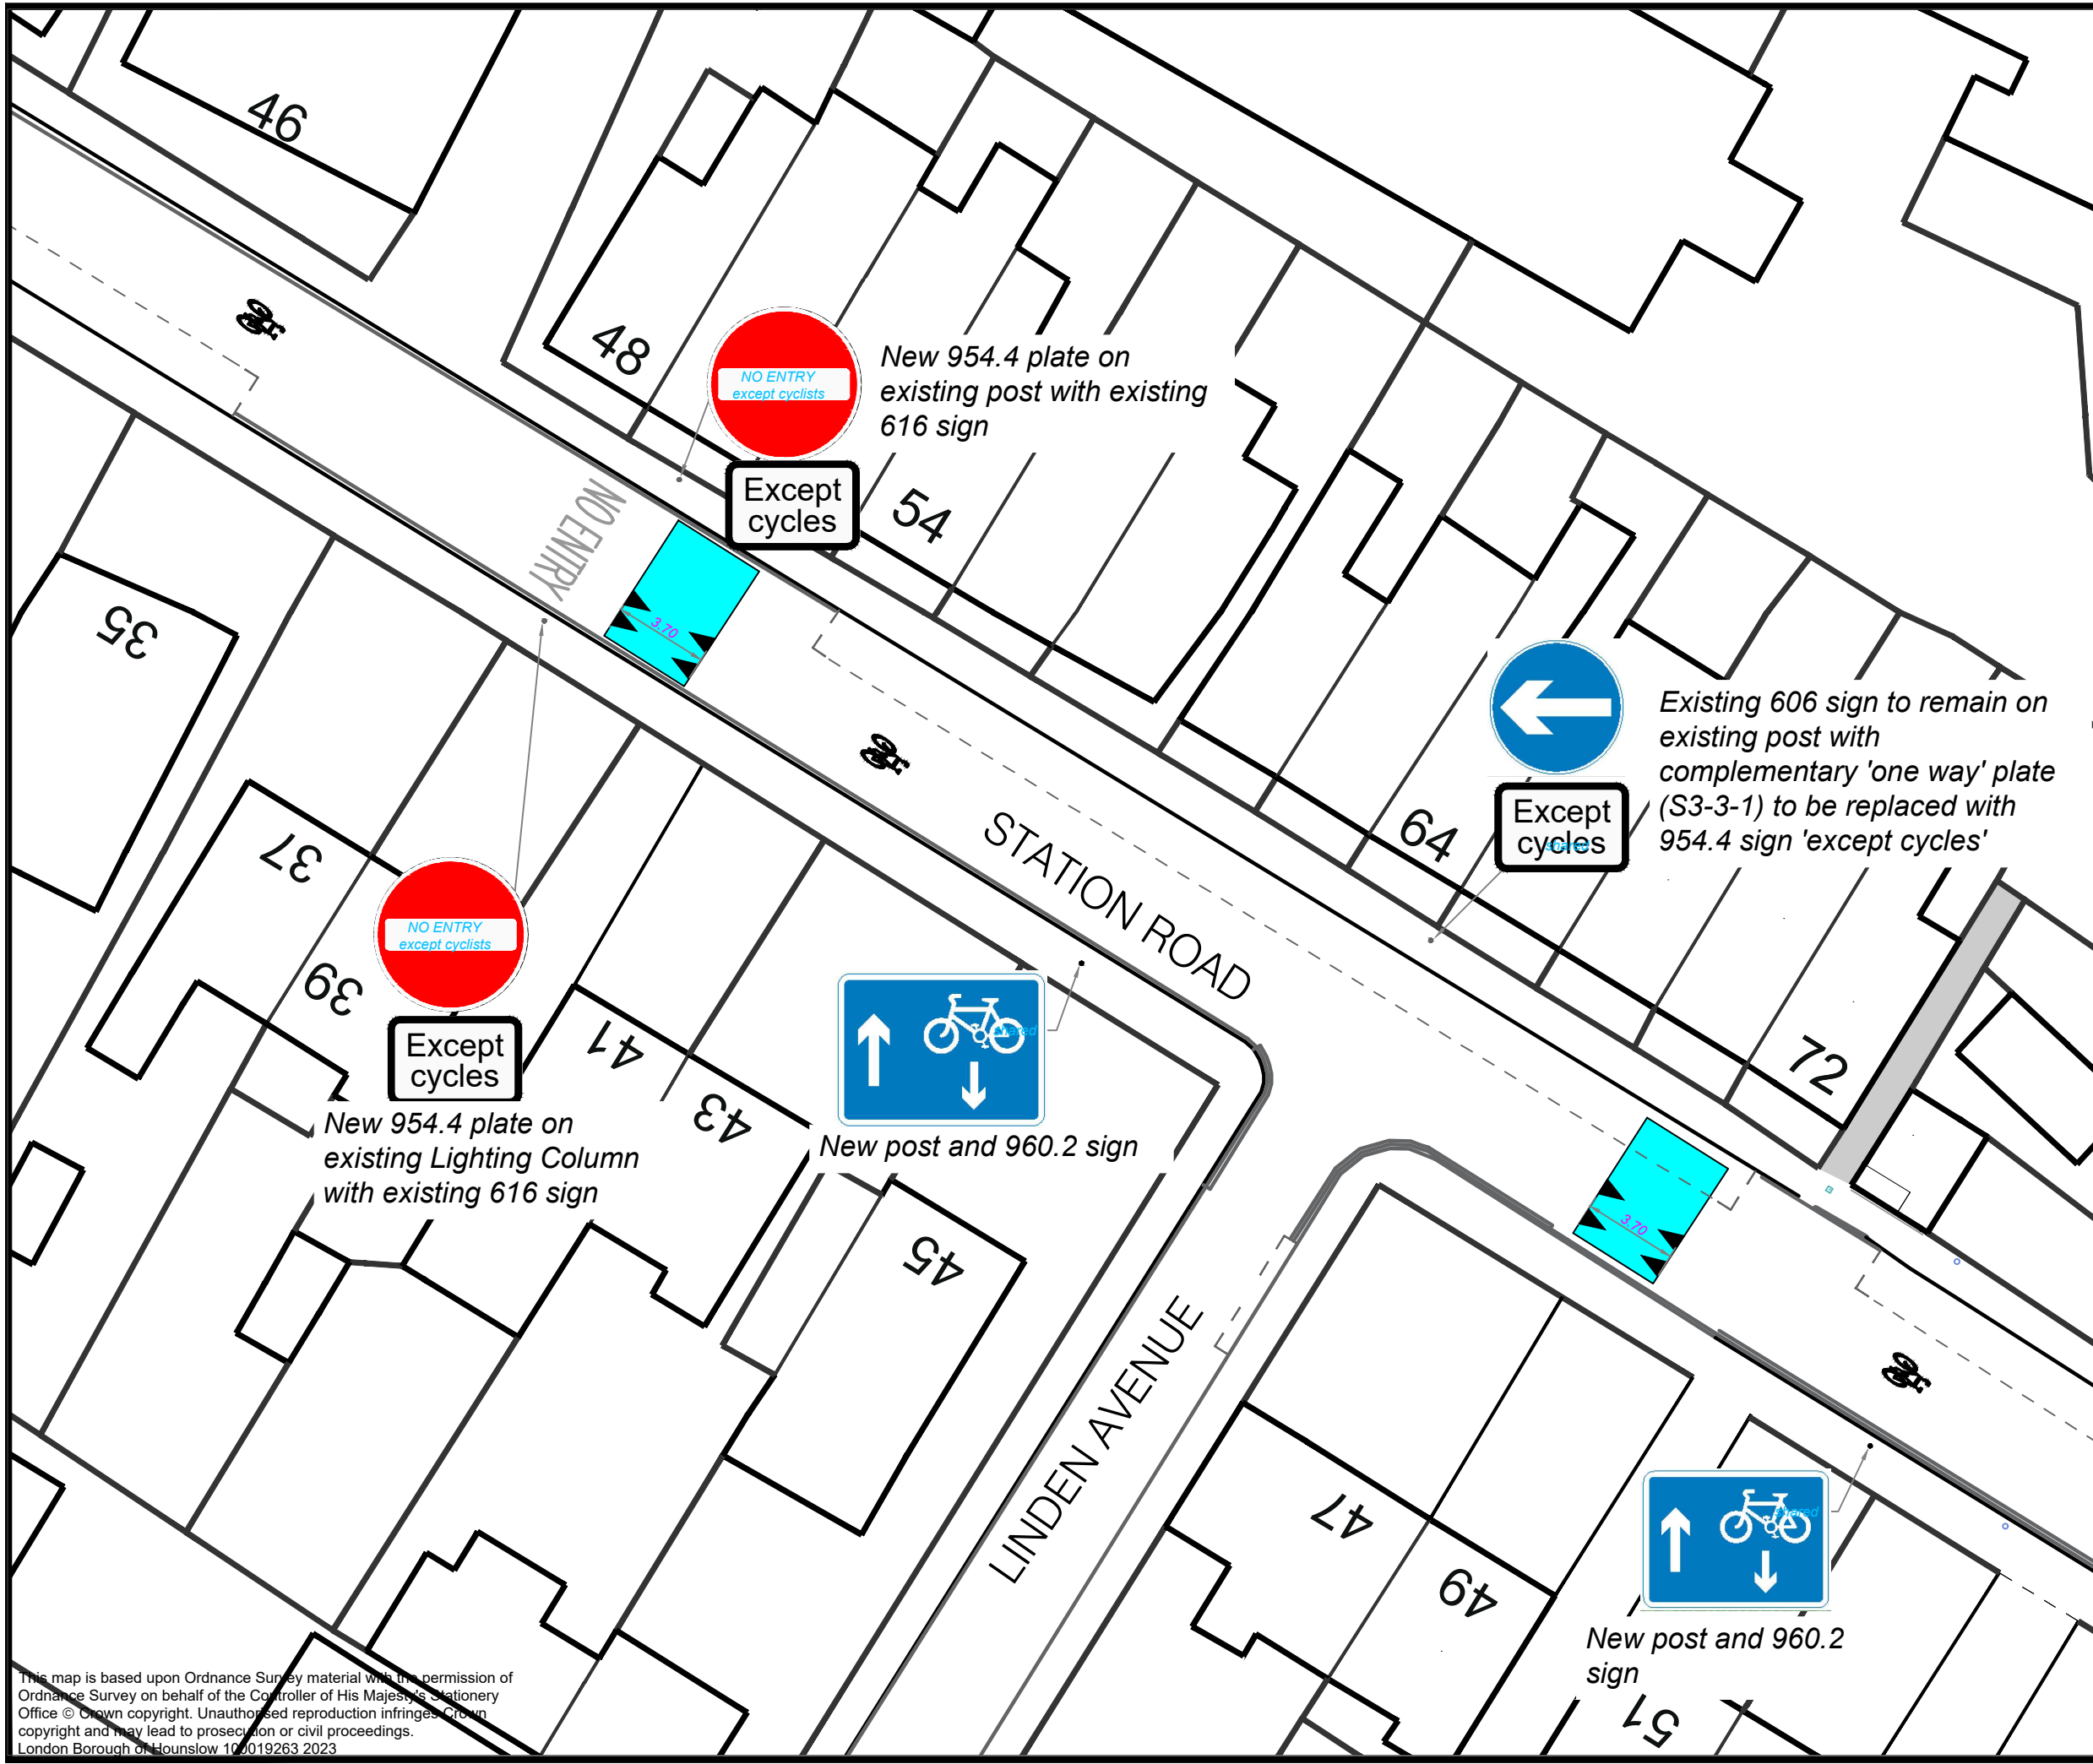 46
48
NO ENTRY
except cyclists
Except
cycles
New 954.4 plate on
existing post with existing
616 sign
54
NO ENTRY
3.70
35
37
39
NO ENTRY
except cyclists
Except
cycles
New 954.4 plate on
existing Lighting Column
with existing 616 sign
41
43
45
shared
New post and 960.2 sign
STATION ROAD
64
Except
cycles
shared
Existing 606 sign to remain on
existing post with
complementary 'one way' plate
(S3-3-1) to be replaced with
954.4 sign 'except cycles'
72
3.70
LINDEN AVENUE
47
49
shared
New post and 960.2
sign
51
This map is based upon Ordnance Survey material with the permission of
Ordnance Survey on behalf of the Controller of His Majesty's Stationery
Office © Crown copyright. Unauthorised reproduction infringes Crown
copyright and may lead to prosecution or civil proceedings.
London Borough of Hounslow 100019263 2023